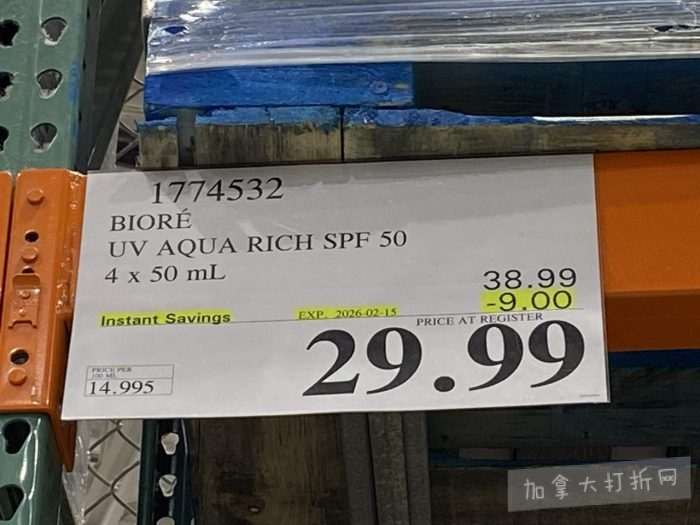 1774532
BIORÉ
UV AQUA RICH SPF 50
4 x 50 mL
38.99
-9.00
Instant Savings EXP. 2026-02-15
PRICE AT REGISTER
29.99
PRICE PER
100 ML
14.995
加拿大打折网